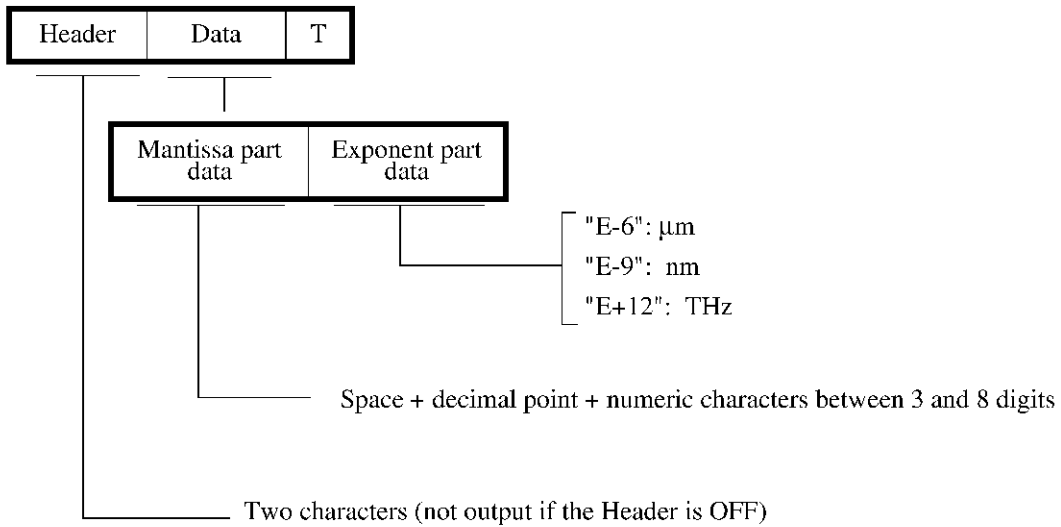 Header Data T
Mantissa part data
Exponent part data
"E-6": µm
"E-9": nm
"E+12": THz
Space + decimal point + numeric characters between 3 and 8 digits
Two characters (not output if the Header is OFF)